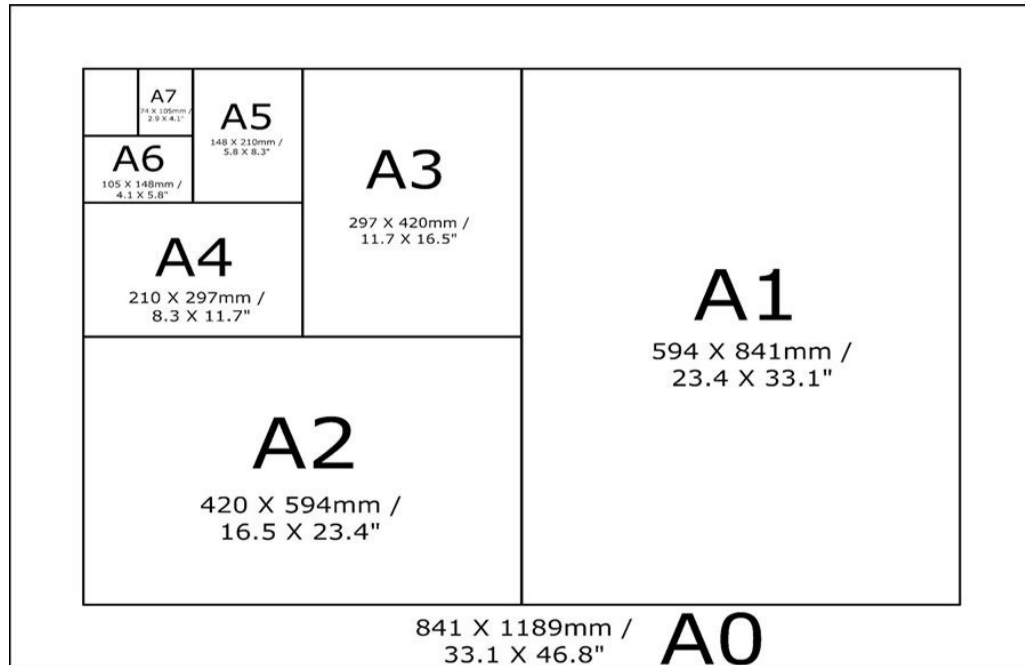 A7
74 X 105mm /
2.9 X 4.1"
A5
148 X 210mm /
5.8 X 8.3"
A6
105 X 148mm /
4.1 X 5.8"
A3
297 X 420mm /
11.7 X 16.5"
A4
210 X 297mm /
8.3 X 11.7"
A1
594 X 841mm /
23.4 X 33.1"
A2
420 X 594mm /
16.5 X 23.4"
841 X 1189mm /
33.1 X 46.8"
A0